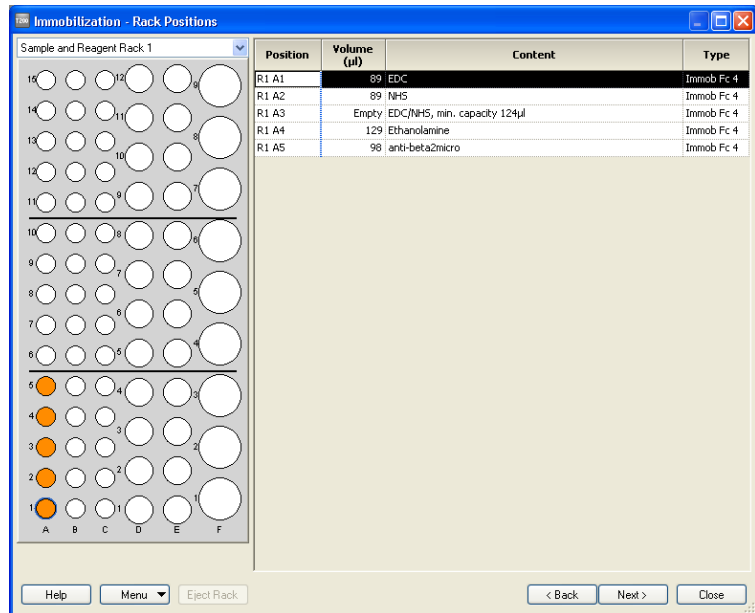 T200 Immobilization - Rack Positions
Sample and Reagent Rack 1
Position Volume (µl) Content Type
R1 A1 89 EDC Immob Fc 4
R1 A2 89 NHS Immob Fc 4
R1 A3 Empty EDC/NHS, min. capacity 124µl Immob Fc 4
R1 A4 129 Ethanolamine Immob Fc 4
R1 A5 98 anti-beta2micro Immob Fc 4
15 12 9
14 11
13 8
12 10
11 9 7
10 8 6
9 7
8 5
7 6
6 5 4
5 4 3
4
3 3 2
2 2
1 1 1
A B C D E F
Help Menu Eject Rack < Back Next > Close